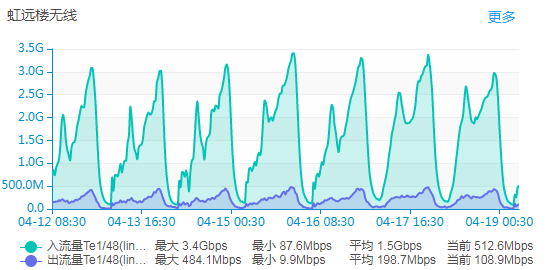 虹远楼无线 更多
3.5G
3.0G
2.5G
2.0G
1.5G
1.0G
500.0M
0.0
04-12 08:30 04-13 16:30 04-15 00:30 04-16 08:30 04-17 16:30 04-19 00:30
入流量Te1/48(lin... 最大 3.4Gbps 最小 87.6Mbps 平均 1.5Gbps 当前 512.6Mbps
出流量Te1/48(lin... 最大 484.1Mbps 最小 9.9Mbps 平均 198.7Mbps 当前 108.9Mbps